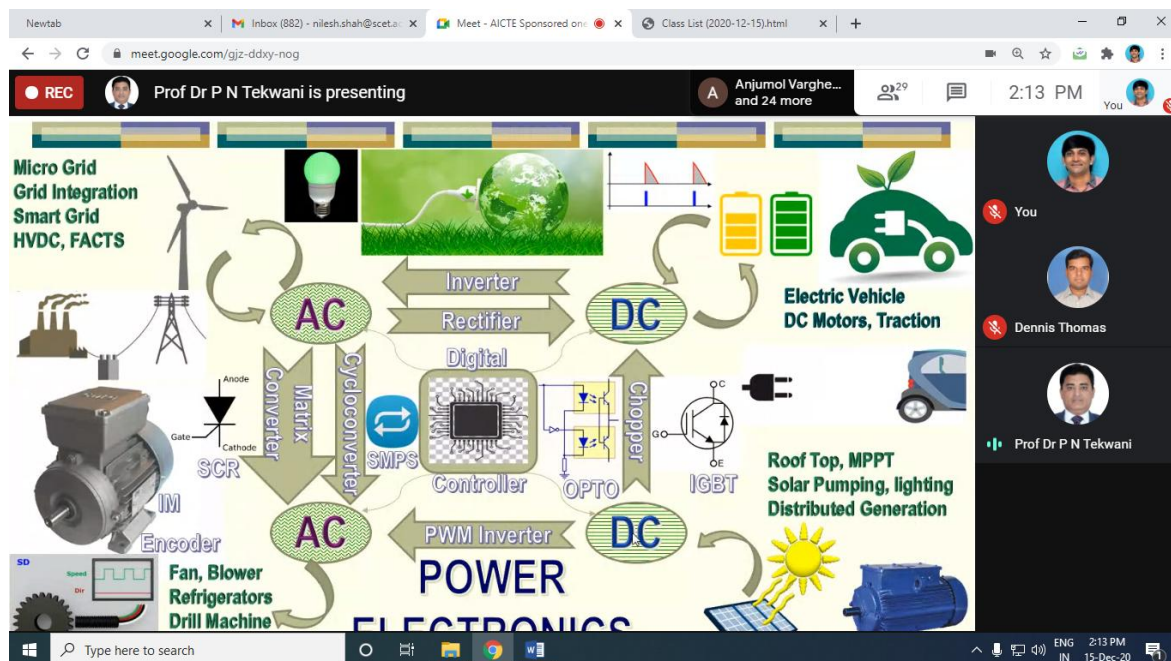 Newtab
Inbox (882) - nilesh.shah@scet.ac
Meet - AICTE Sponsored one
Class List (2020-12-15).html
meet.google.com/gjz-ddxy-nog
REC
Prof Dr P N Tekwani is presenting
A
Anjumol Varghe...
and 24 more
29
2:13 PM
You
Micro Grid
Grid Integration
Smart Grid
HVDC, FACTS
Inverter
AC
Rectifier
DC
Electric Vehicle
DC Motors, Traction
Digital
Matrix
Converter
Cycloconverter
SMPS
Controller
OPTO
Chopper
C
G
E
IGBT
Anode
Gate
Cathode
SCR
IM
Encoder
Roof Top, MPPT
Solar Pumping, lighting
Distributed Generation
AC
PWM Inverter
DC
POWER
ELECTRONICS
SD
Speed
Dir
Fan, Blower
Refrigerators
Drill Machine
You
Dennis Thomas
Prof Dr P N Tekwani
Type here to search
ENG
IN
2:13 PM
15-Dec-20
1